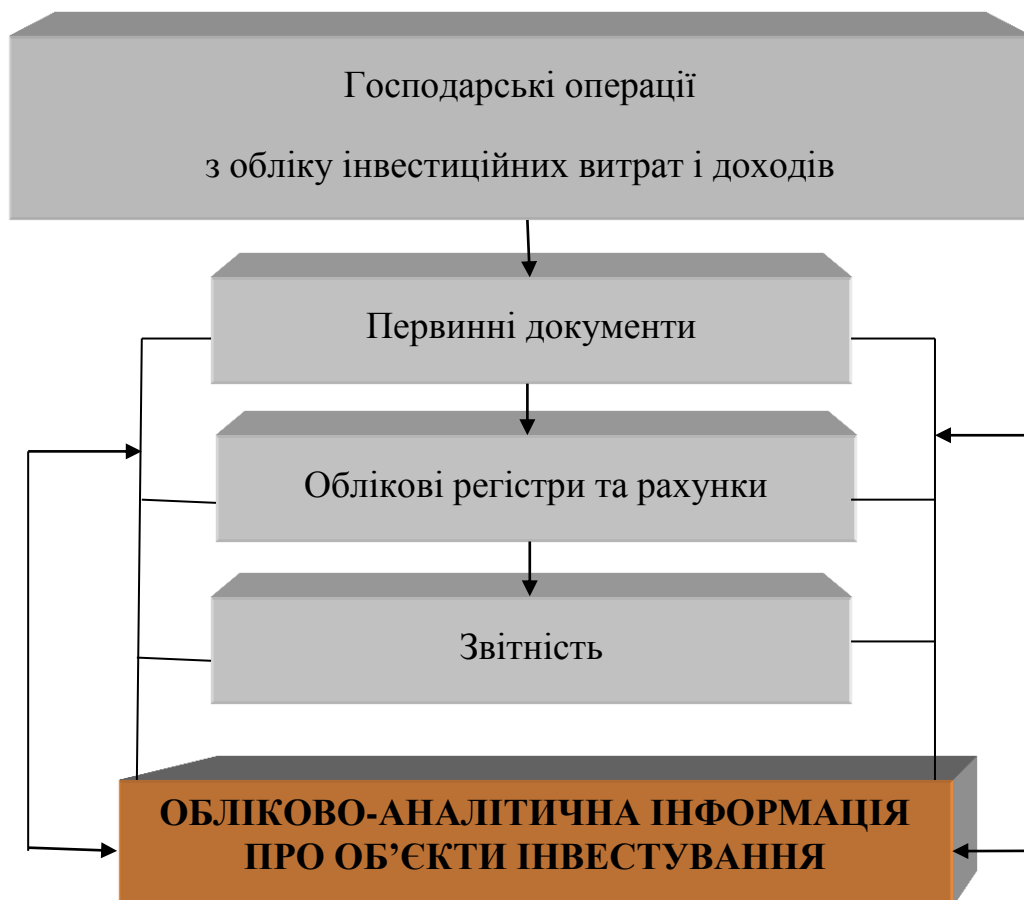 Господарські операції
з обліку інвестиційних витрат і доходів
Первинні документи
Облікові регістри та рахунки
Звітність
ОБЛІКОВО-АНАЛІТИЧНА ІНФОРМАЦІЯ
ПРО ОБ’ЄКТИ ІНВЕСТУВАННЯ